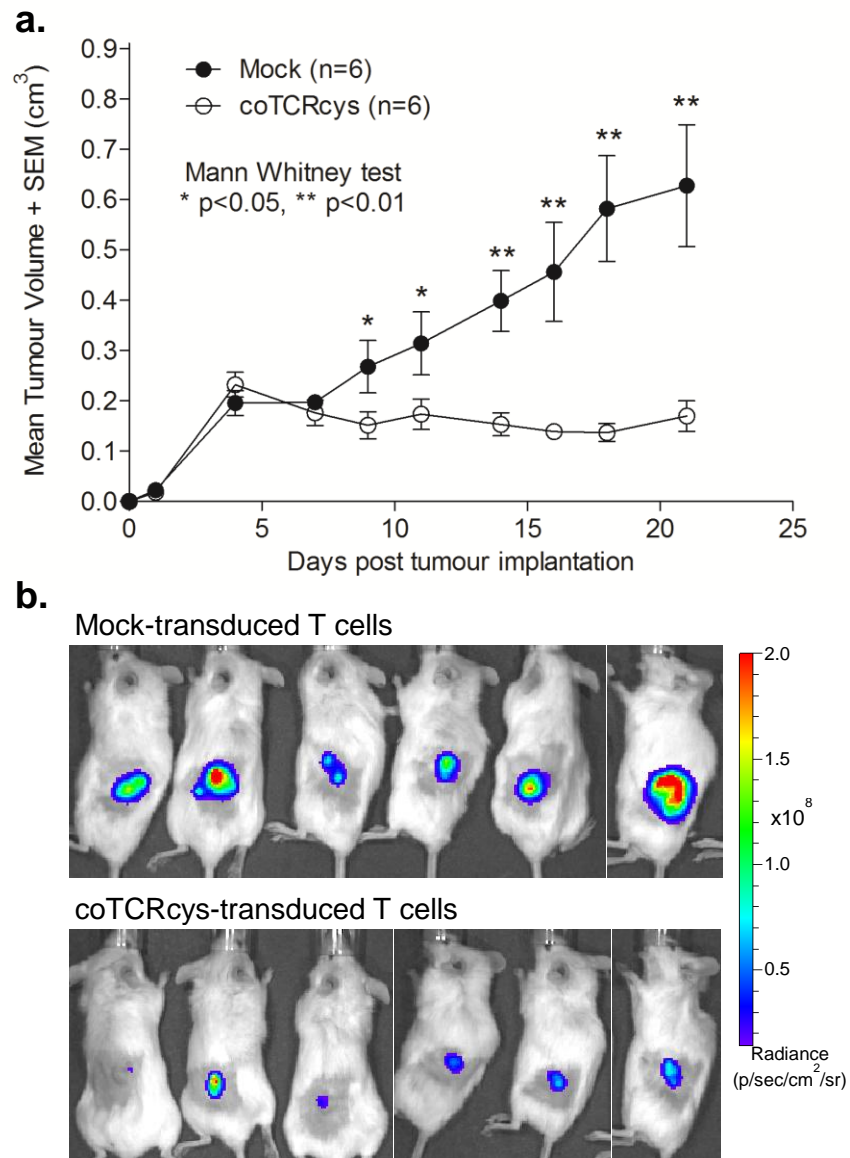 a.
0.9
0.8
0.7
0.6
0.5
0.4
0.3
0.2
0.1
0.0
Mean Tumour Volume + SEM (cm³)
Mock (n=6)
coTCRcys (n=6)
Mann Whitney test
* p<0.05, ** p<0.01
* * ** ** ** **
0 5 10 15 20 25
Days post tumour implantation
b.
Mock-transduced T cells
coTCRcys-transduced T cells
2.0
1.5
x10⁸
1.0
0.5
Radiance
(p/sec/cm²/sr)